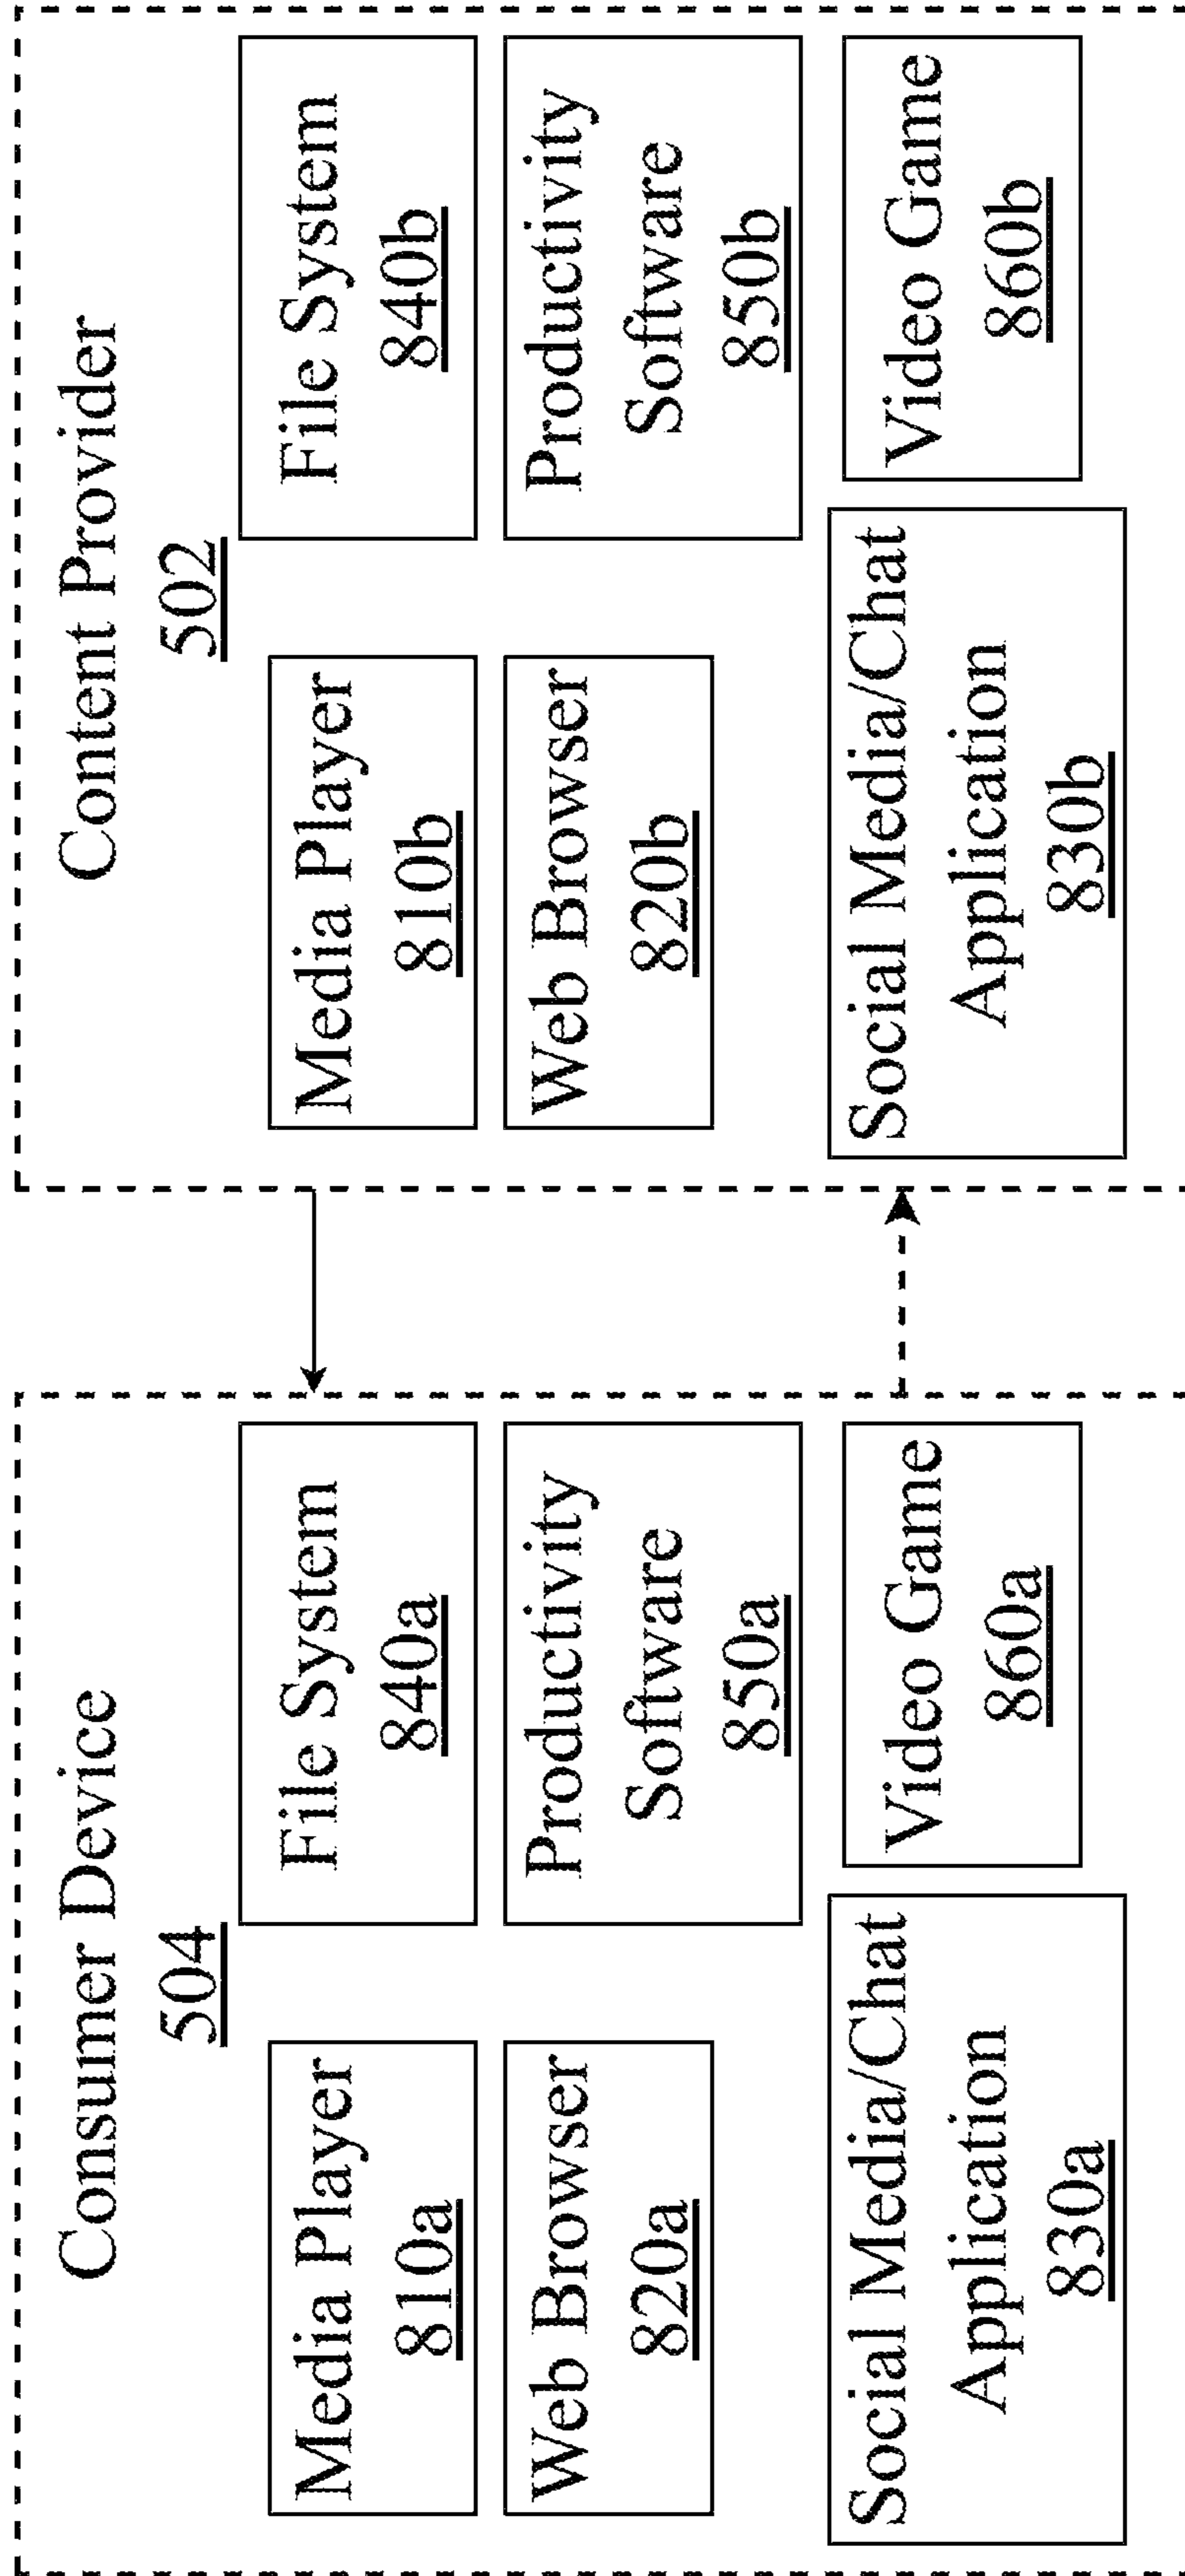 Consumer Device
504
Media Player
810a
File System
840a
Web Browser
820a
Productivity
Software
850a
Social Media/Chat
Application
830a
Video Game
860a
Content Provider
502
Media Player
810b
File System
840b
Web Browser
820b
Productivity
Software
850b
Social Media/Chat
Application
830b
Video Game
860b